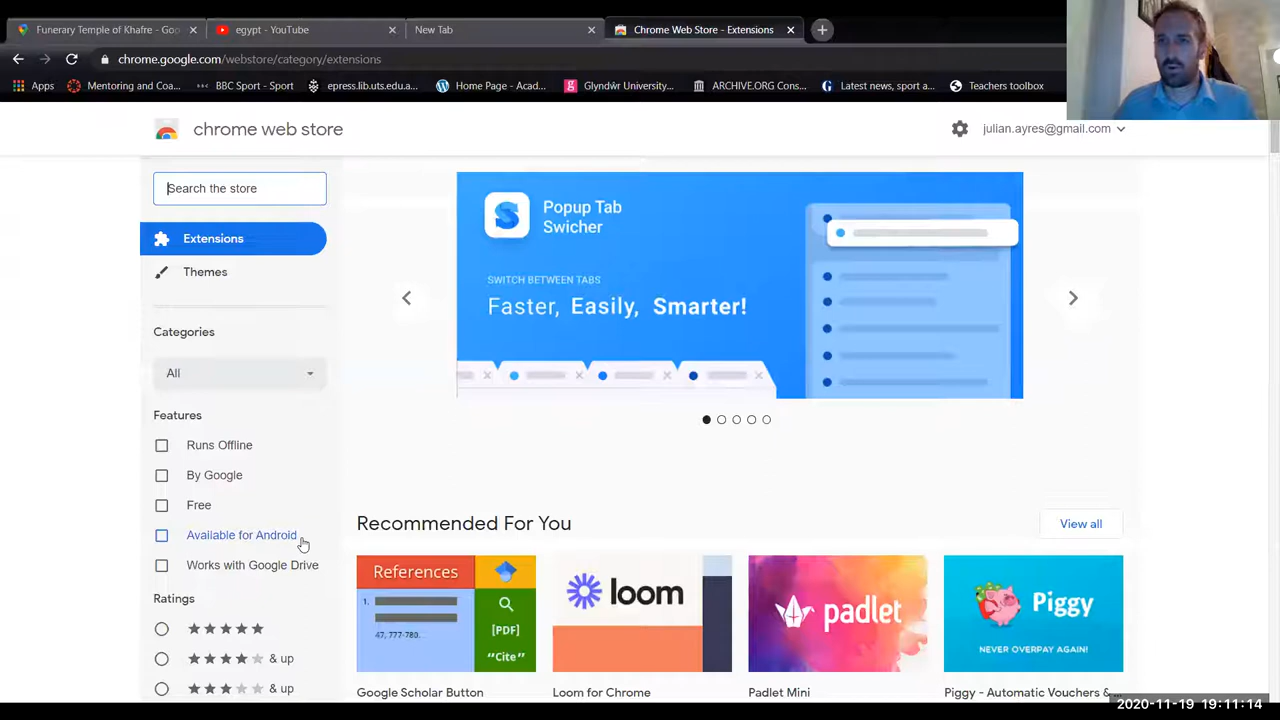 Funerary Temple of Khafre - Goo
egypt - YouTube
New Tab
Chrome Web Store - Extensions
chrome.google.com/webstore/category/extensions
Apps
Mentoring and Coa...
BBC Sport - Sport
epress.lib.uts.edu.a...
Home Page - Acad...
Glyndŵr University,...
ARCHIVE.ORG Cons...
Latest news, sport a...
Teachers toolbox
chrome web store
julian.ayres@gmail.com
Search the store
Extensions
Themes
Categories
All
Features
Runs Offline
By Google
Free
Available for Android
Works with Google Drive
Ratings
& up
& up
Popup Tab
Swicher
SWITCH BETWEEN TABS
Faster, Easily, Smarter!
Recommended For You
View all
References
1.
47, 777-780.
[PDF]
"Cite"
loom
padlet
Piggy
NEVER OVERPAY AGAIN!
Google Scholar Button
Loom for Chrome
Padlet Mini
Piggy - Automatic Vouchers &...
2020-11-19 19:11:14